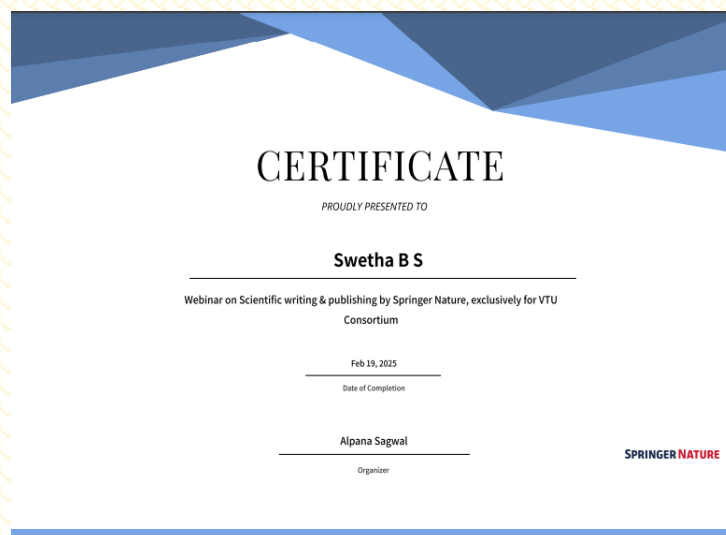 CERTIFICATE
PROUDLY PRESENTED TO
Swetha B S
Webinar on Scientific writing & publishing by Springer Nature, exclusively for VTU
Consortium
Feb 19, 2025
Date of Completion
Alpana Sagwal
Organizer
SPRINGER NATURE